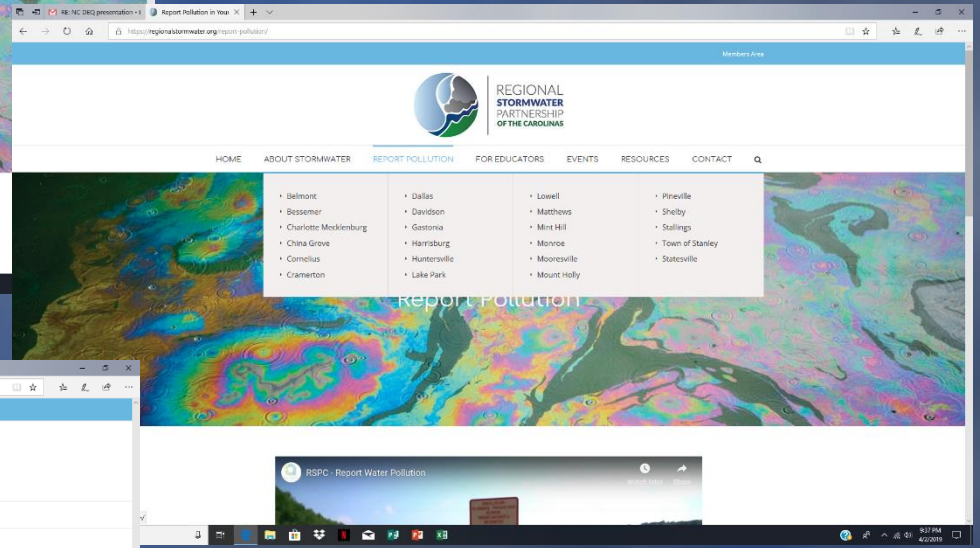 RE: NC DEQ presentation - I
Report Pollution in Your
https://regionalstormwater.org/report-pollution/
Members Area
REGIONAL
STORMWATER
PARTNERSHIP
OF THE CAROLINAS
HOME ABOUT STORMWATER REPORT POLLUTION FOR EDUCATORS EVENTS RESOURCES CONTACT
Belmont
Bessemer
Charlotte Mecklenburg
China Grove
Cornelius
Cramerton
Dallas
Davidson
Gastonia
Harrisburg
Huntersville
Lake Park
Lowell
Matthews
Mint Hill
Monroe
Mooresville
Mount Holly
Pineville
Shelby
Stallings
Town of Stanley
Statesville
Report Pollution
RSPC - Report Water Pollution
Watch later Share
9:37 PM
4/2/2019